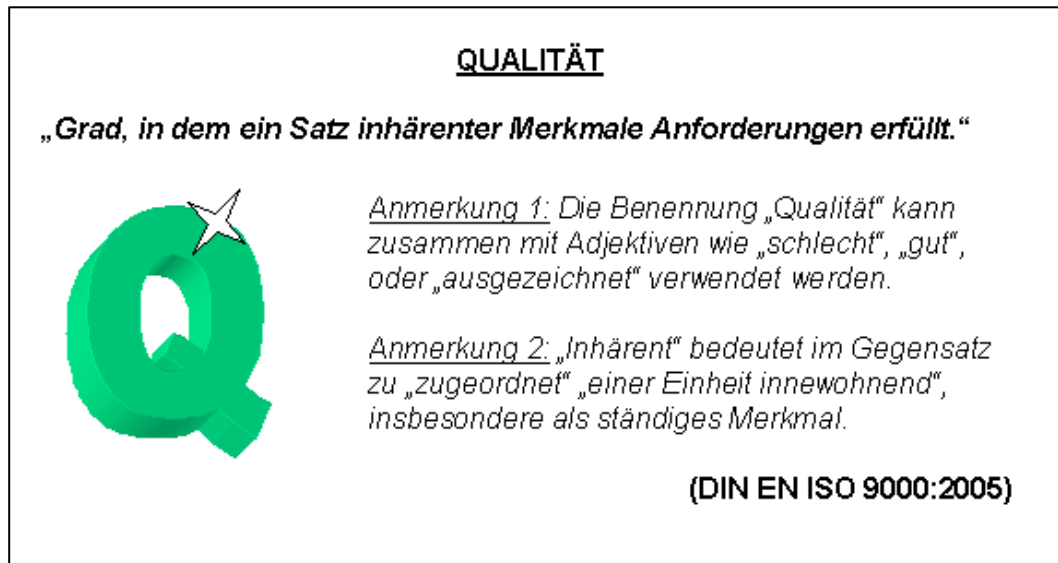 QUALITÄT
„Grad, in dem ein Satz inhärenter Merkmale Anforderungen erfüllt.“
Anmerkung 1: Die Benennung „Qualität“ kann
zusammen mit Adjektiven wie „schlecht“, „gut“,
oder „ausgezeichnet“ verwendet werden.
Anmerkung 2: „Inhärent“ bedeutet im Gegensatz
zu „zugeordnet“ „einer Einheit innewohnend“,
insbesondere als ständiges Merkmal.
(DIN EN ISO 9000:2005)
Q